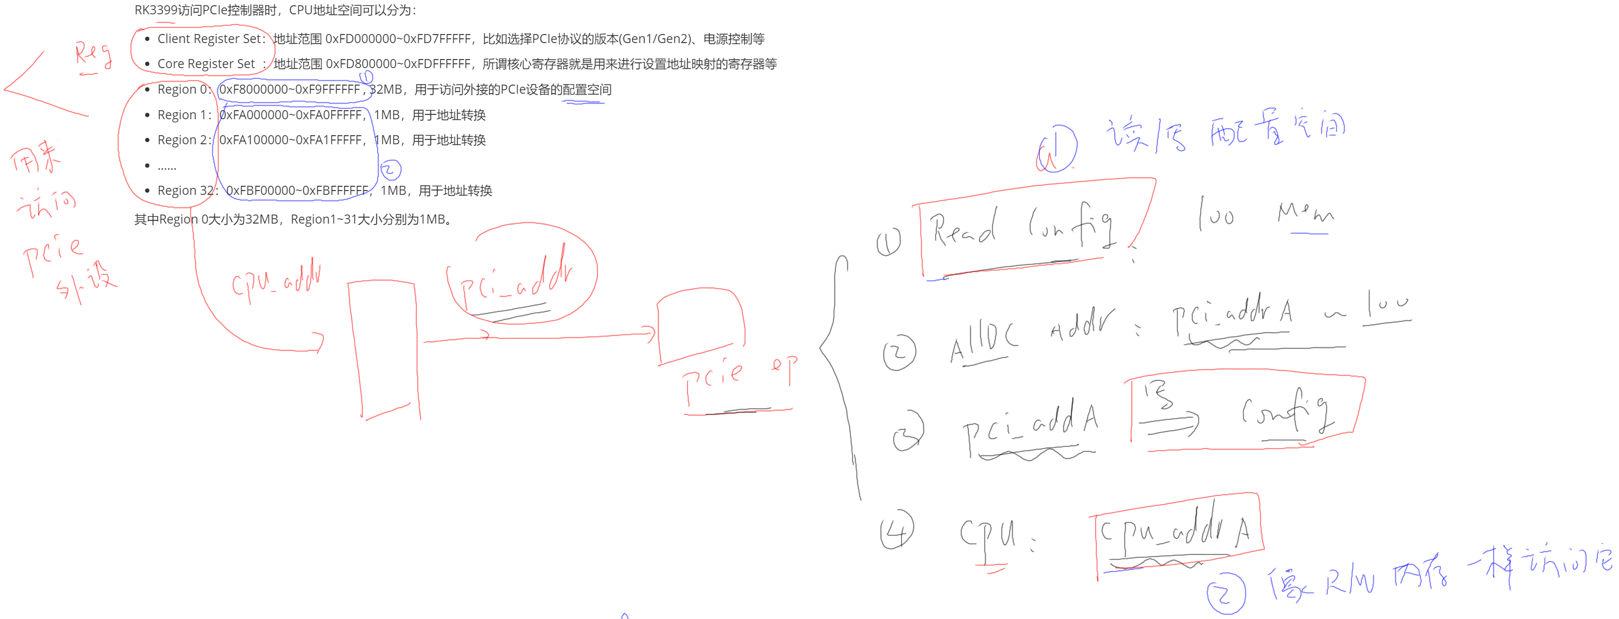 RK3399访问PCIe控制器时，CPU地址空间可以分为：
• Client Register Set：地址范围 0xFD000000~0xFD7FFFFF，比如选择PCIe协议的版本(Gen1/Gen2)、电源控制等
• Core Register Set ：地址范围 0xFD800000~0xFDFFFFFF，所谓核心寄存器就是用来进行设置地址映射的寄存器等
• Region 0：0xF8000000~0xF9FFFFFF , 32MB，用于访问外接的PCIe设备的配置空间
• Region 1：0xFA000000~0xFA0FFFFF，1MB，用于地址转换
• Region 2：0xFA100000~0xFA1FFFFF，1MB，用于地址转换
• ......
• Region 32：0xFBF00000~0xFBFFFFFF，1MB，用于地址转换
其中Region 0大小为32MB，Region1~31大小分别为1MB。
Reg
①
②
用来
访问
PCie
外设
CPU_addr
pci_addr
PCie ep
① 读/写 配置空间
① Read Config: 100 Mem
② Alloc Addr: pci_addrA ~ 100
③ pci_addA 写 Config
④ CPU: cpu_addrA
② 像R/W 内存一样访问它